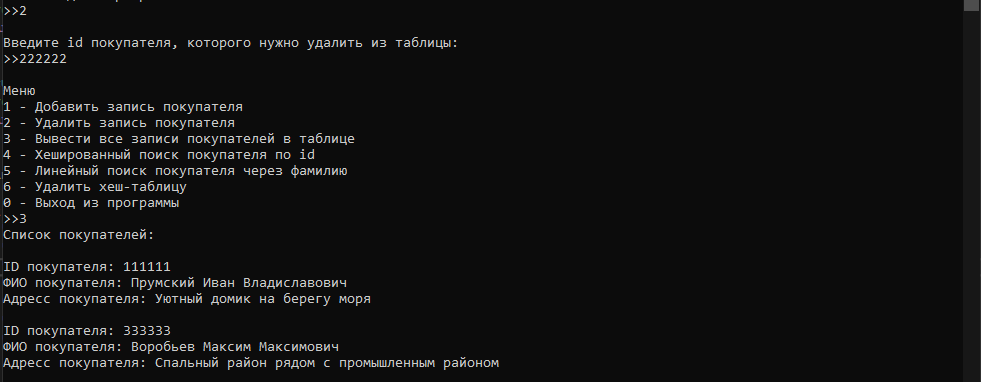 >>2
Введите id покупателя, которого нужно удалить из таблицы:
>>222222
Меню
1 - Добавить запись покупателя
2 - Удалить запись покупателя
3 - Вывести все записи покупателей в таблице
4 - Хешированный поиск покупателя по id
5 - Линейный поиск покупателя через фамилию
6 - Удалить хеш-таблицу
0 - Выход из программы
>>3
Список покупателей:
ID покупателя: 111111
ФИО покупателя: Прумский Иван Владиславович
Адресс покупателя: Уютный домик на берегу моря
ID покупателя: 333333
ФИО покупателя: Воробьев Максим Максимович
Адресс покупателя: Спальный район рядом с промышленным районом